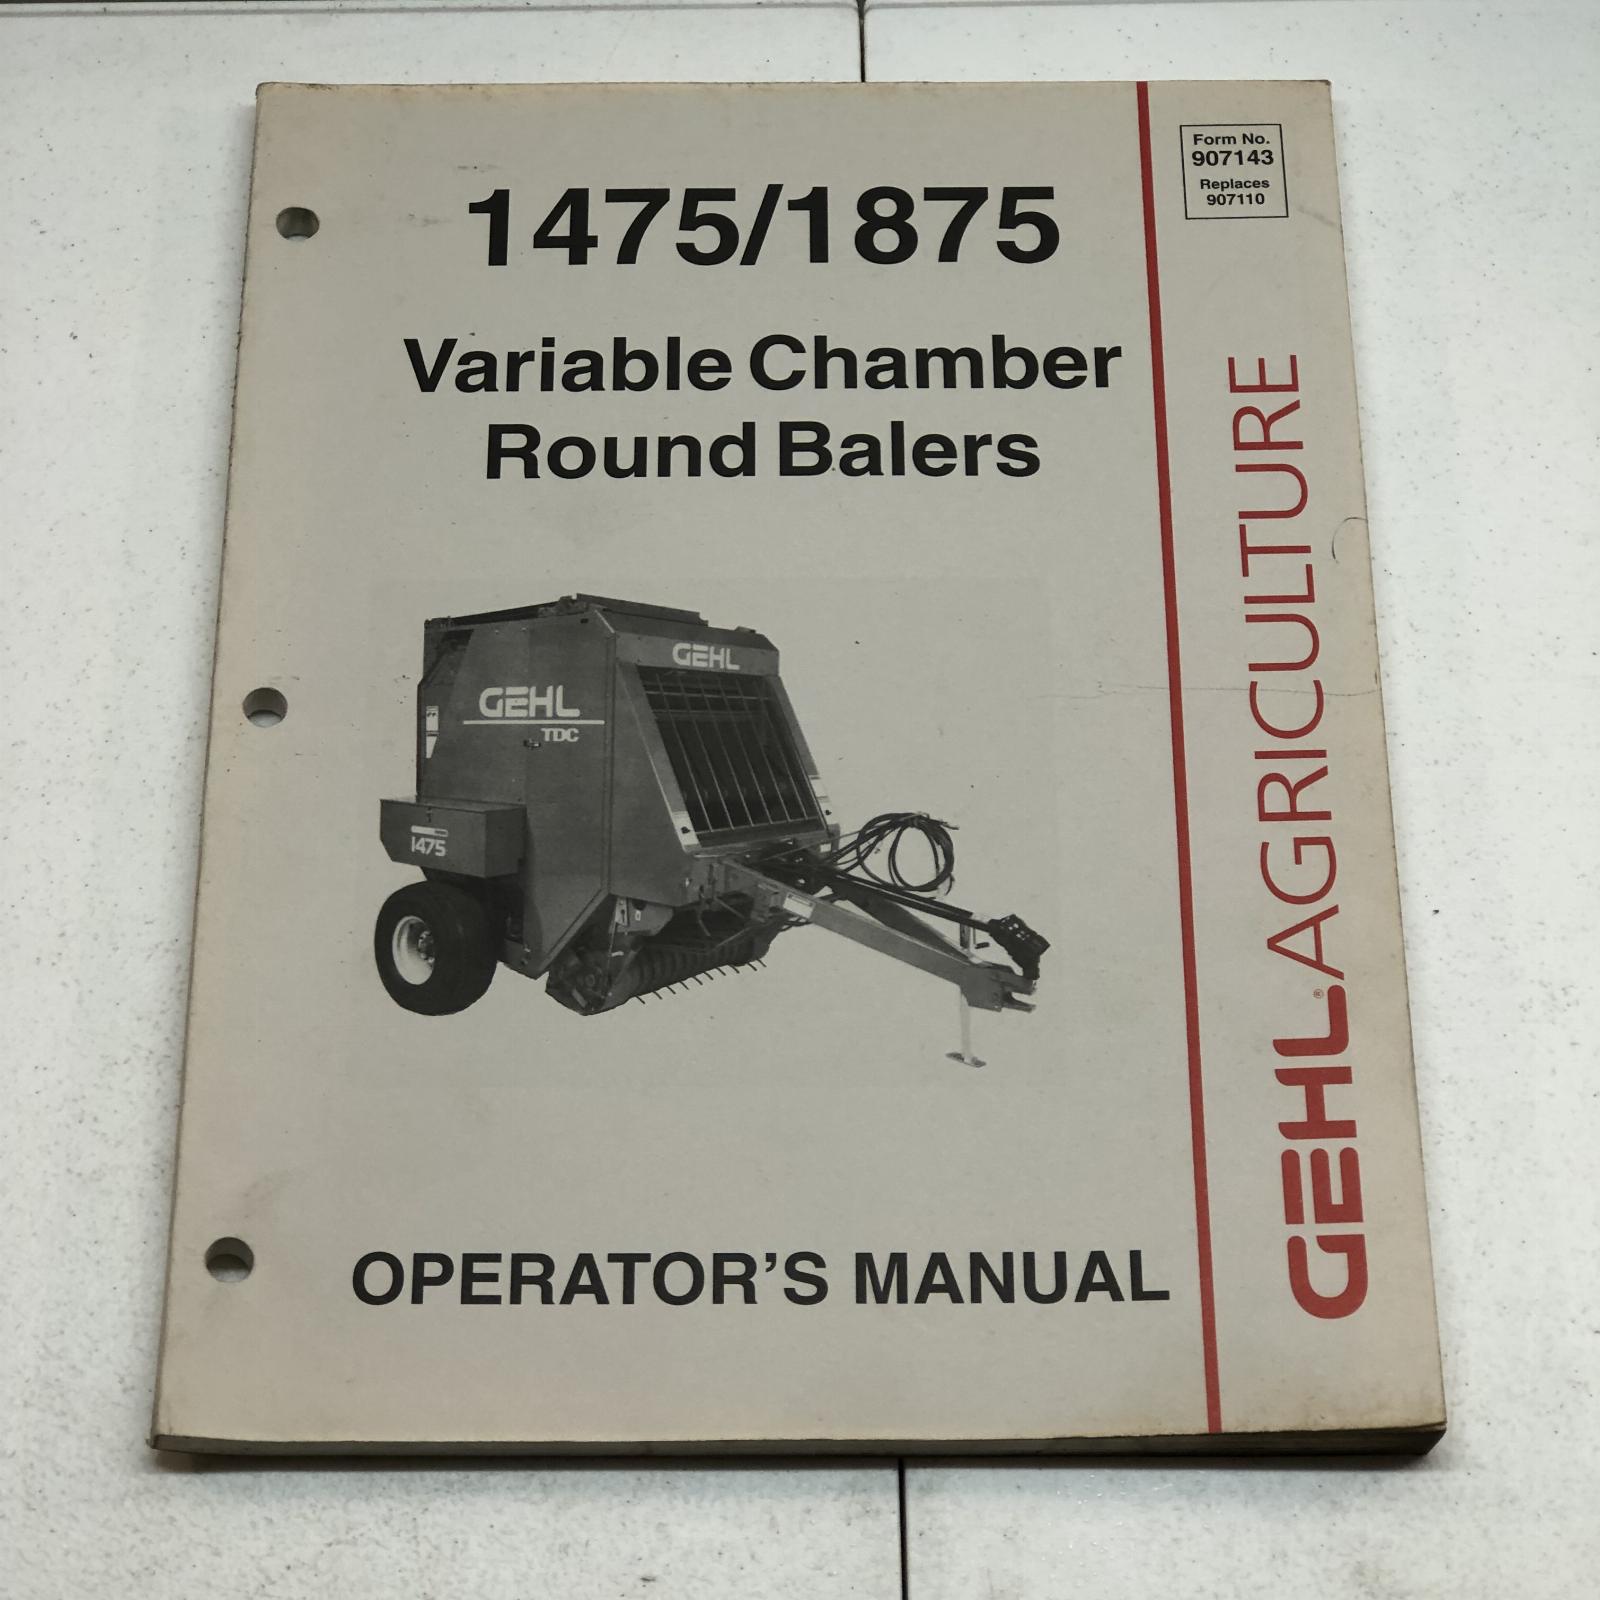 Form No.
907143
Replaces
907110
1475/1875
Variable Chamber
Round Balers
GEHL
GEHL
TDC
1475
OPERATOR'S MANUAL
GEHL® AGRICULTURE